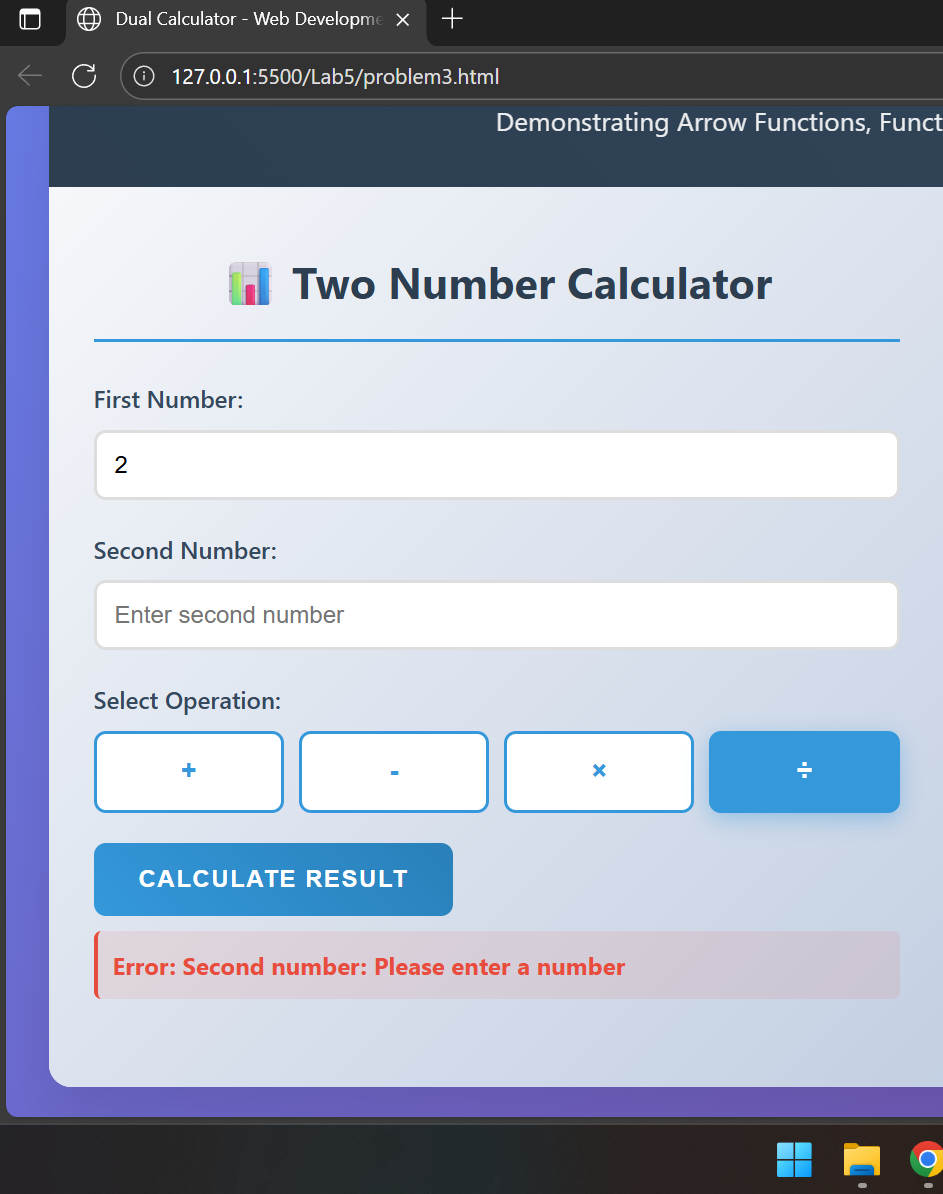 Dual Calculator - Web Developme
127.0.0.1:5500/Lab5/problem3.html
Demonstrating Arrow Functions, Funct
Two Number Calculator
First Number:
2
Second Number:
Enter second number
Select Operation:
+ - × ÷
CALCULATE RESULT
Error: Second number: Please enter a number